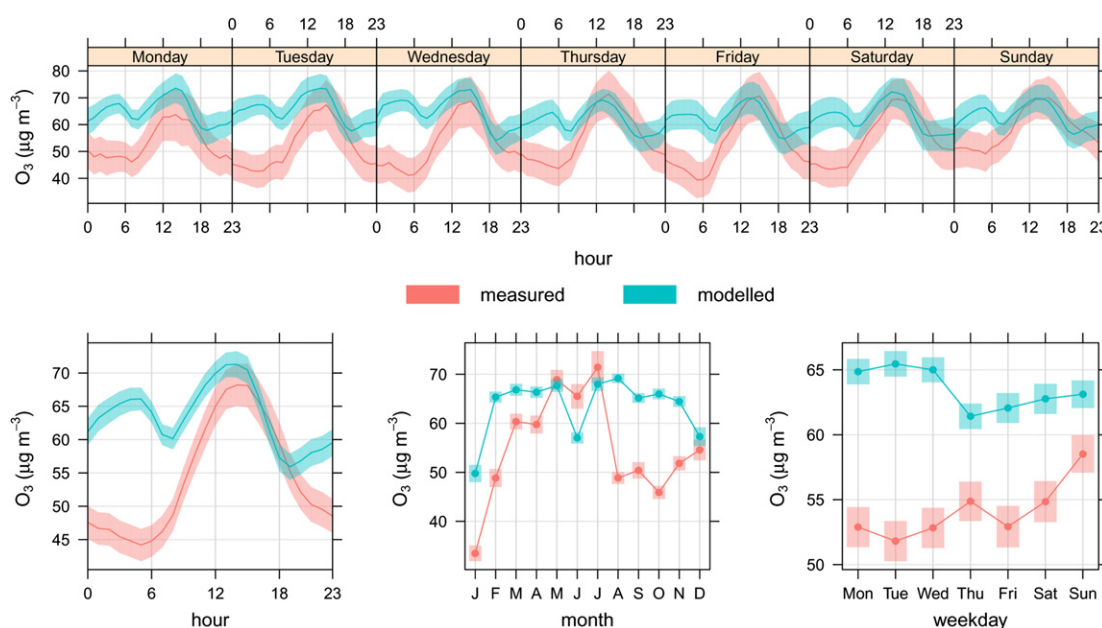 0 6 12 18 23 0 6 12 18 23 0 6 12 18 23
Monday Tuesday Wednesday Thursday Friday Saturday Sunday
80
70
60
50
40
O₃ (µg m⁻³)
0 6 12 18 23 0 6 12 18 23 0 6 12 18 23 0 6 12 18 23
hour
measured modelled
70
65
60
55
50
45
O₃ (µg m⁻³)
0 6 12 18 23
hour
70
60
50
40
O₃ (µg m⁻³)
J F M A M J J A S O N D
month
65
60
55
50
O₃ (µg m⁻³)
Mon Tue Wed Thu Fri Sat Sun
weekday